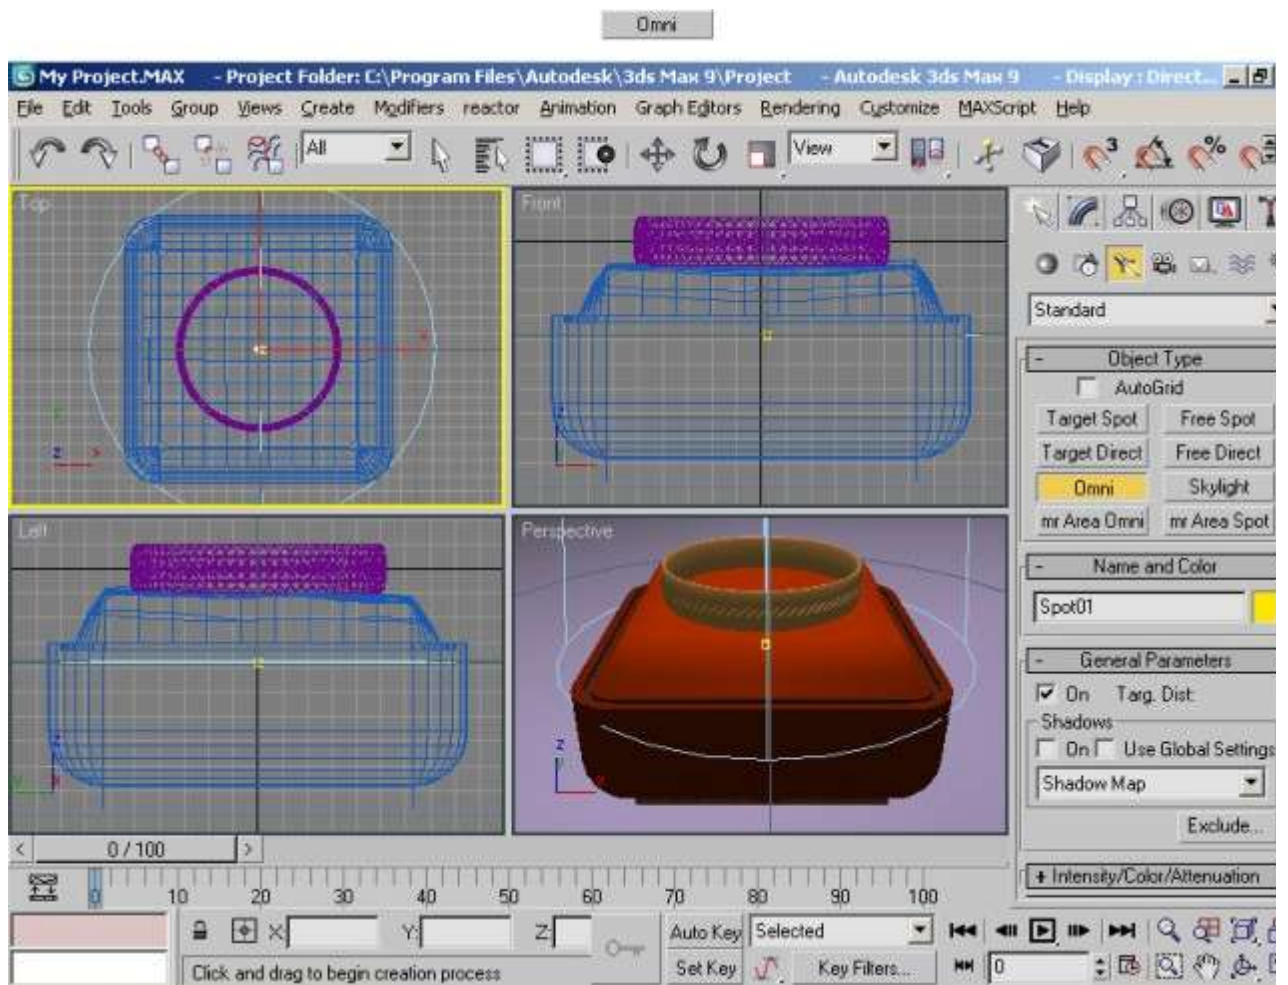 Omni
My Project.MAX - Project Folder: C:\Program Files\Autodesk\3ds Max 9\Project - Autodesk 3ds Max 9 - Display : Direct...
File Edit Tools Group Views Create Modifiers reactor Animation Graph Editors Rendering Customize MAXScript Help
All View 3 %
Top Front
Standard
- Object Type
AutoGrid
Target Spot Free Spot
Target Direct Free Direct
Omni Skylight
mr Area Omni mr Area Spot
Left Perspective
- Name and Color
Spot01
- General Parameters
On Targ. Dist:
Shadows
On Use Global Settings
Shadow Map
Exclude...
+ Intensity/Color/Attenuation
< 0 / 100 >
0 10 20 30 40 50 60 70 80 90 100
X: Y: Z: Auto Key Selected
Click and drag to begin creation process Set Key Key Filters... 0